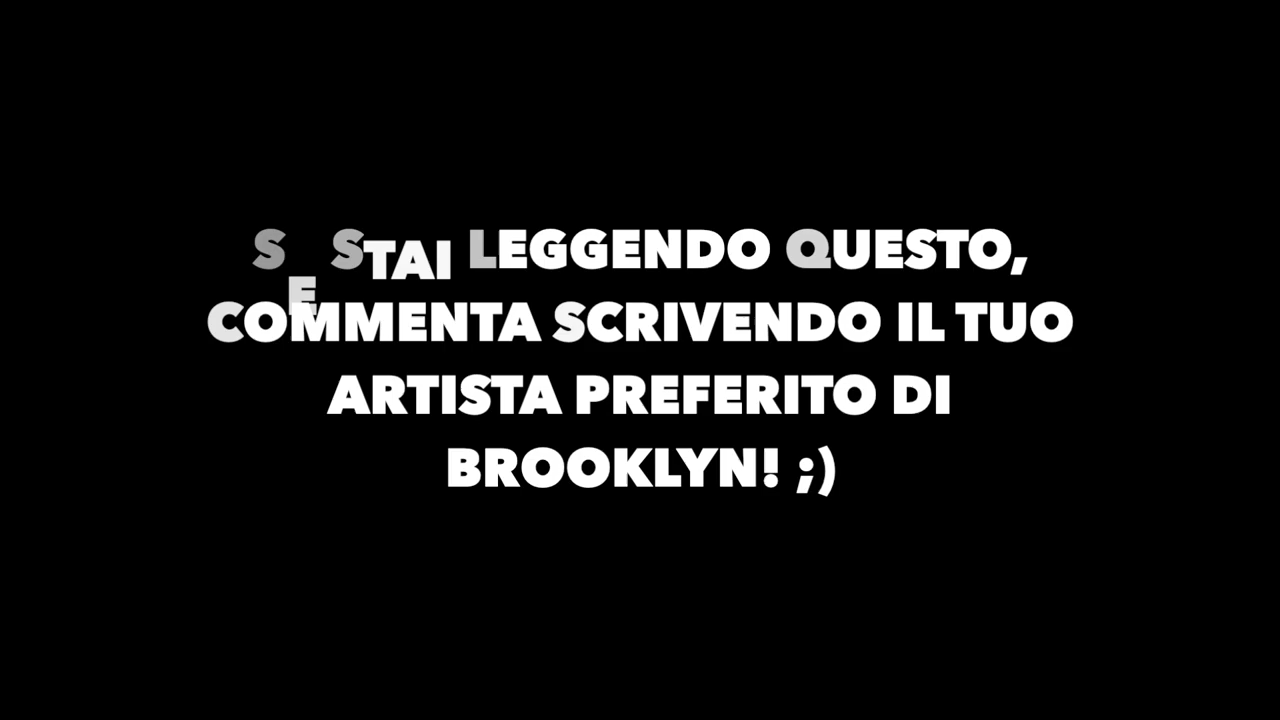 SE STAI LEGGENDO QUESTO,
COMMENTA SCRIVENDO IL TUO
ARTISTA PREFERITO DI
BROOKLYN! ;)